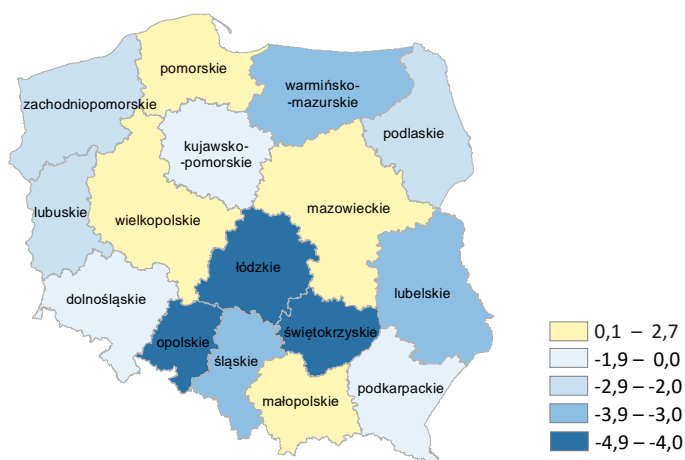 pomorskie
warmińsko-
-mazurskie
zachodniopomorskie
podlaskie
kujawsko-
-pomorskie
lubuskie
wielkopolskie
mazowieckie
łódzkie
lubelskie
dolnośląskie
opolskie
świętokrzyskie
śląskie
podkarpackie
małopolskie
0,1 – 2,7
-1,9 – 0,0
-2,9 – -2,0
-3,9 – -3,0
-4,9 – -4,0